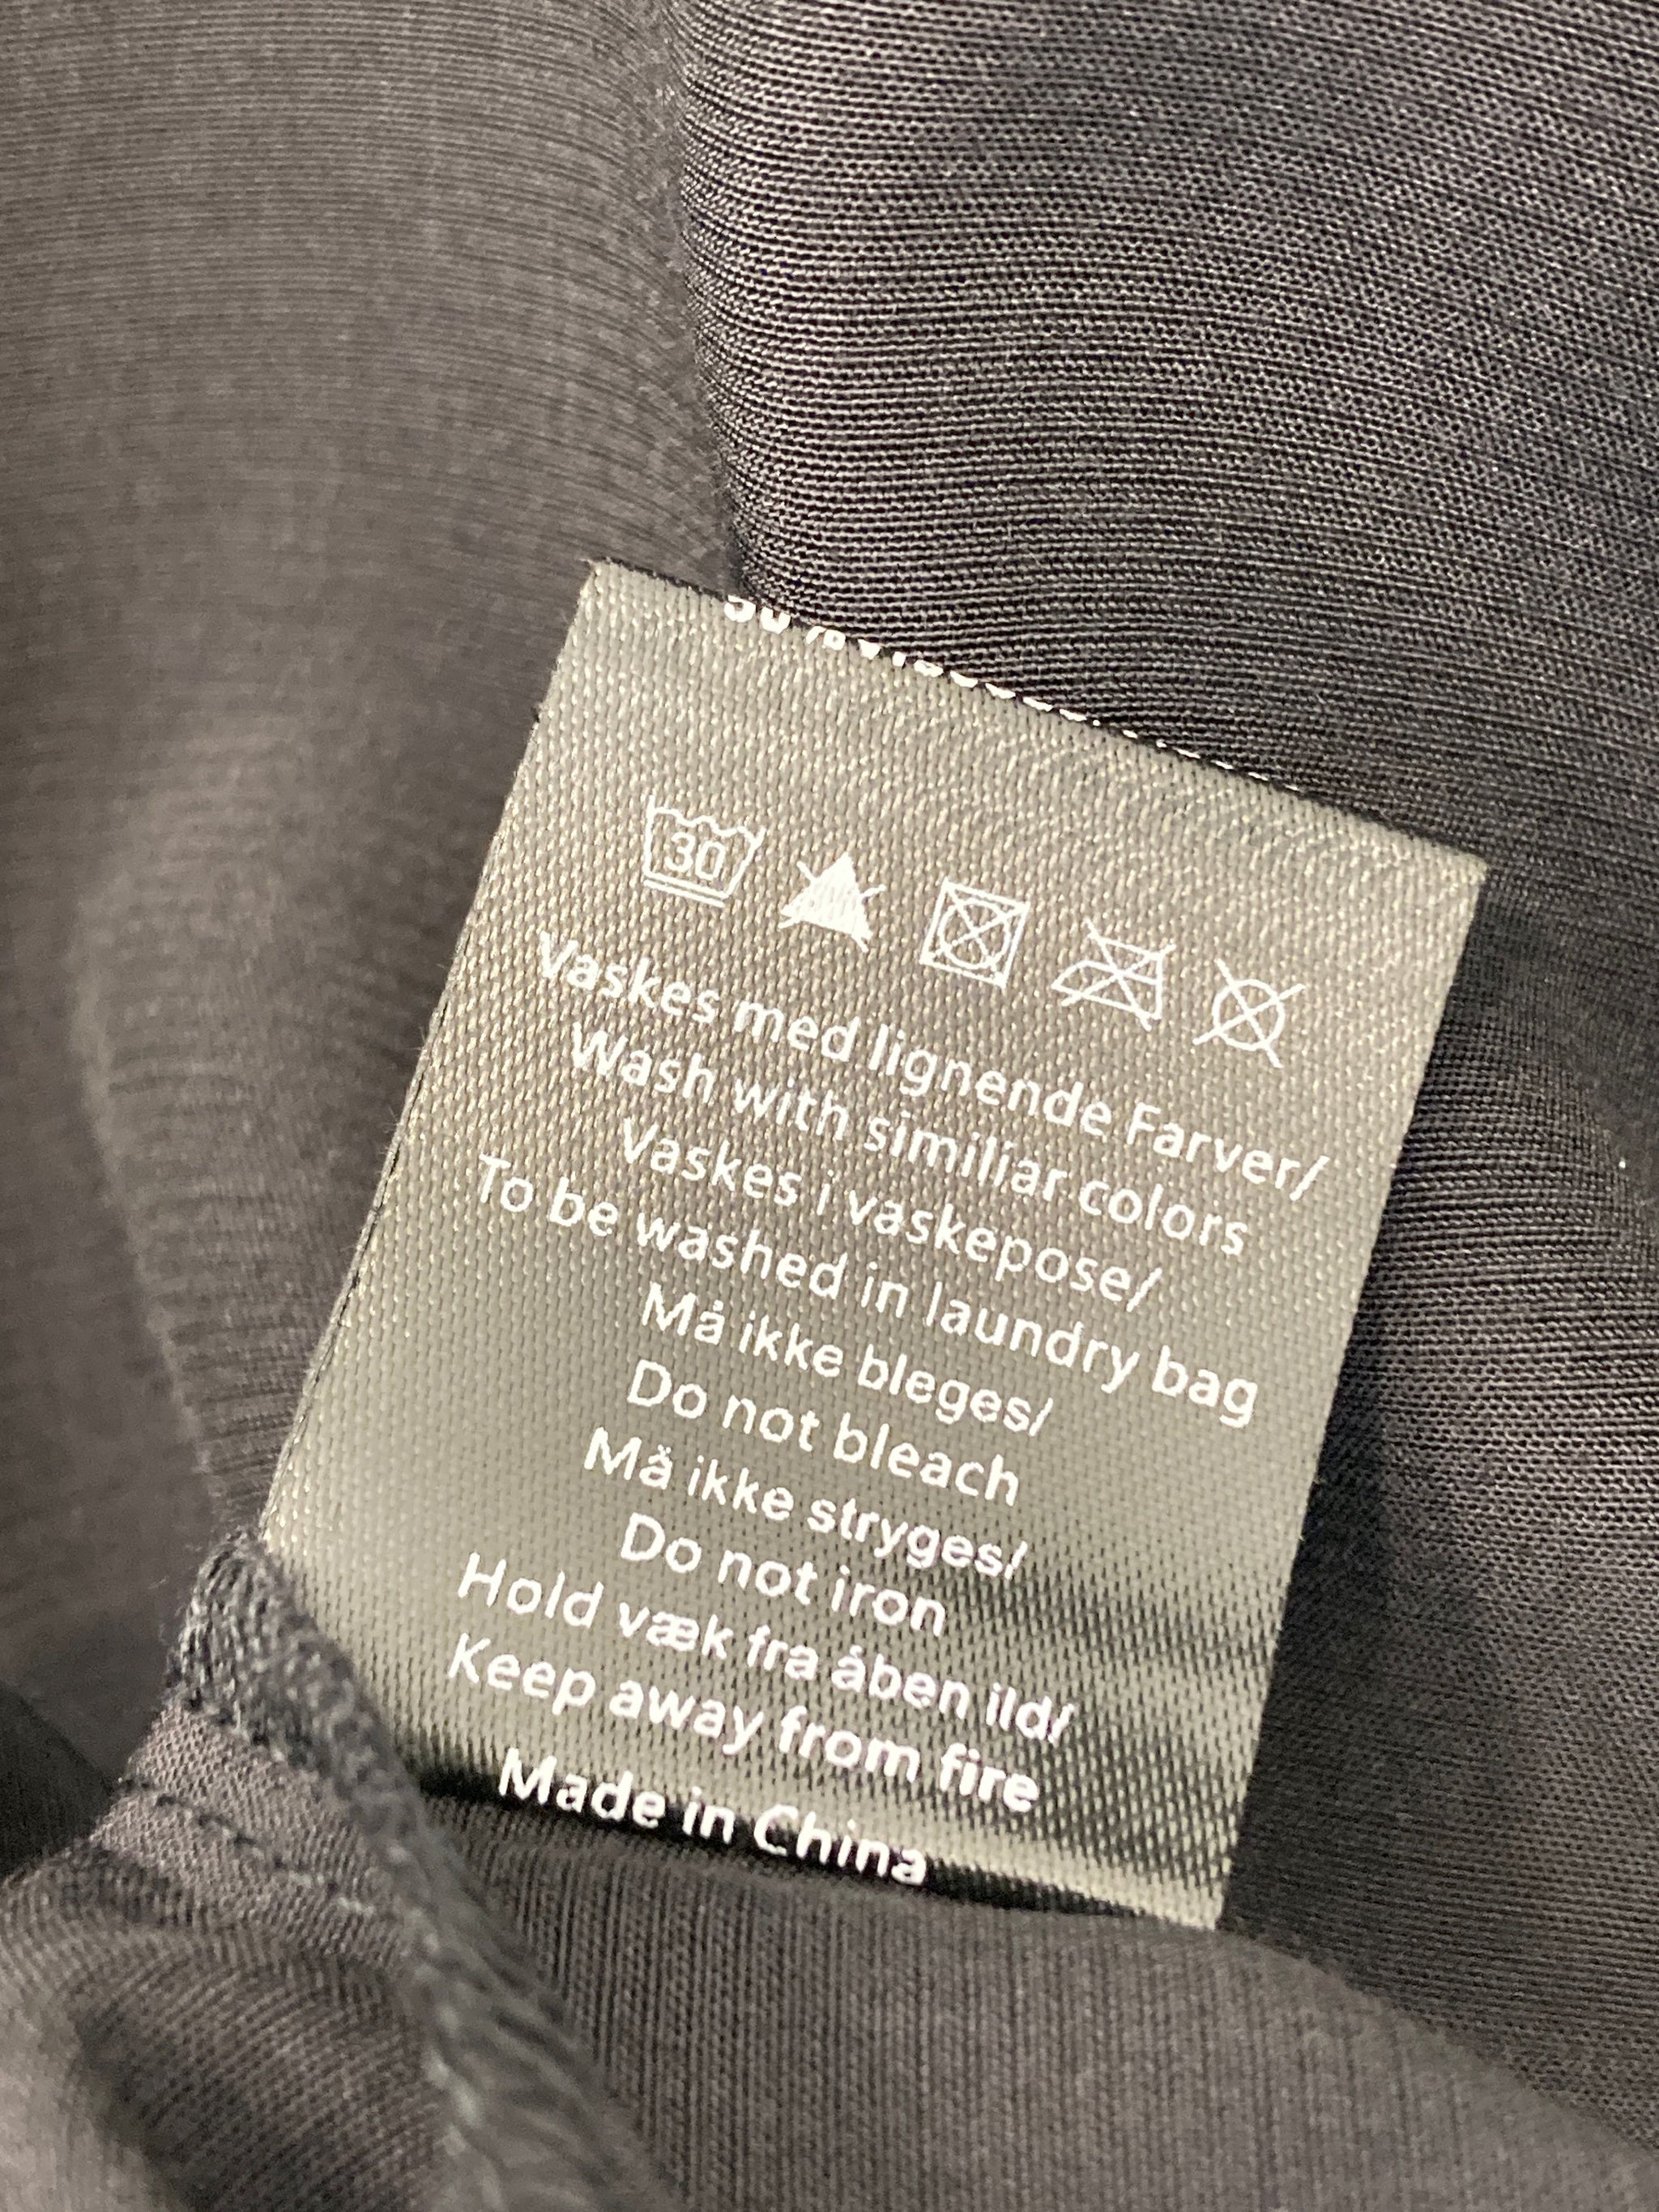 30
Vaskes med lignende Farver/
Wash with similiar colors
Vaskes i vaskepose/
To be washed in laundry bag
Må ikke bleges/
Do not bleach
Må ikke stryges/
Do not iron
Hold væk fra åben ild/
Keep away from fire
Made in China